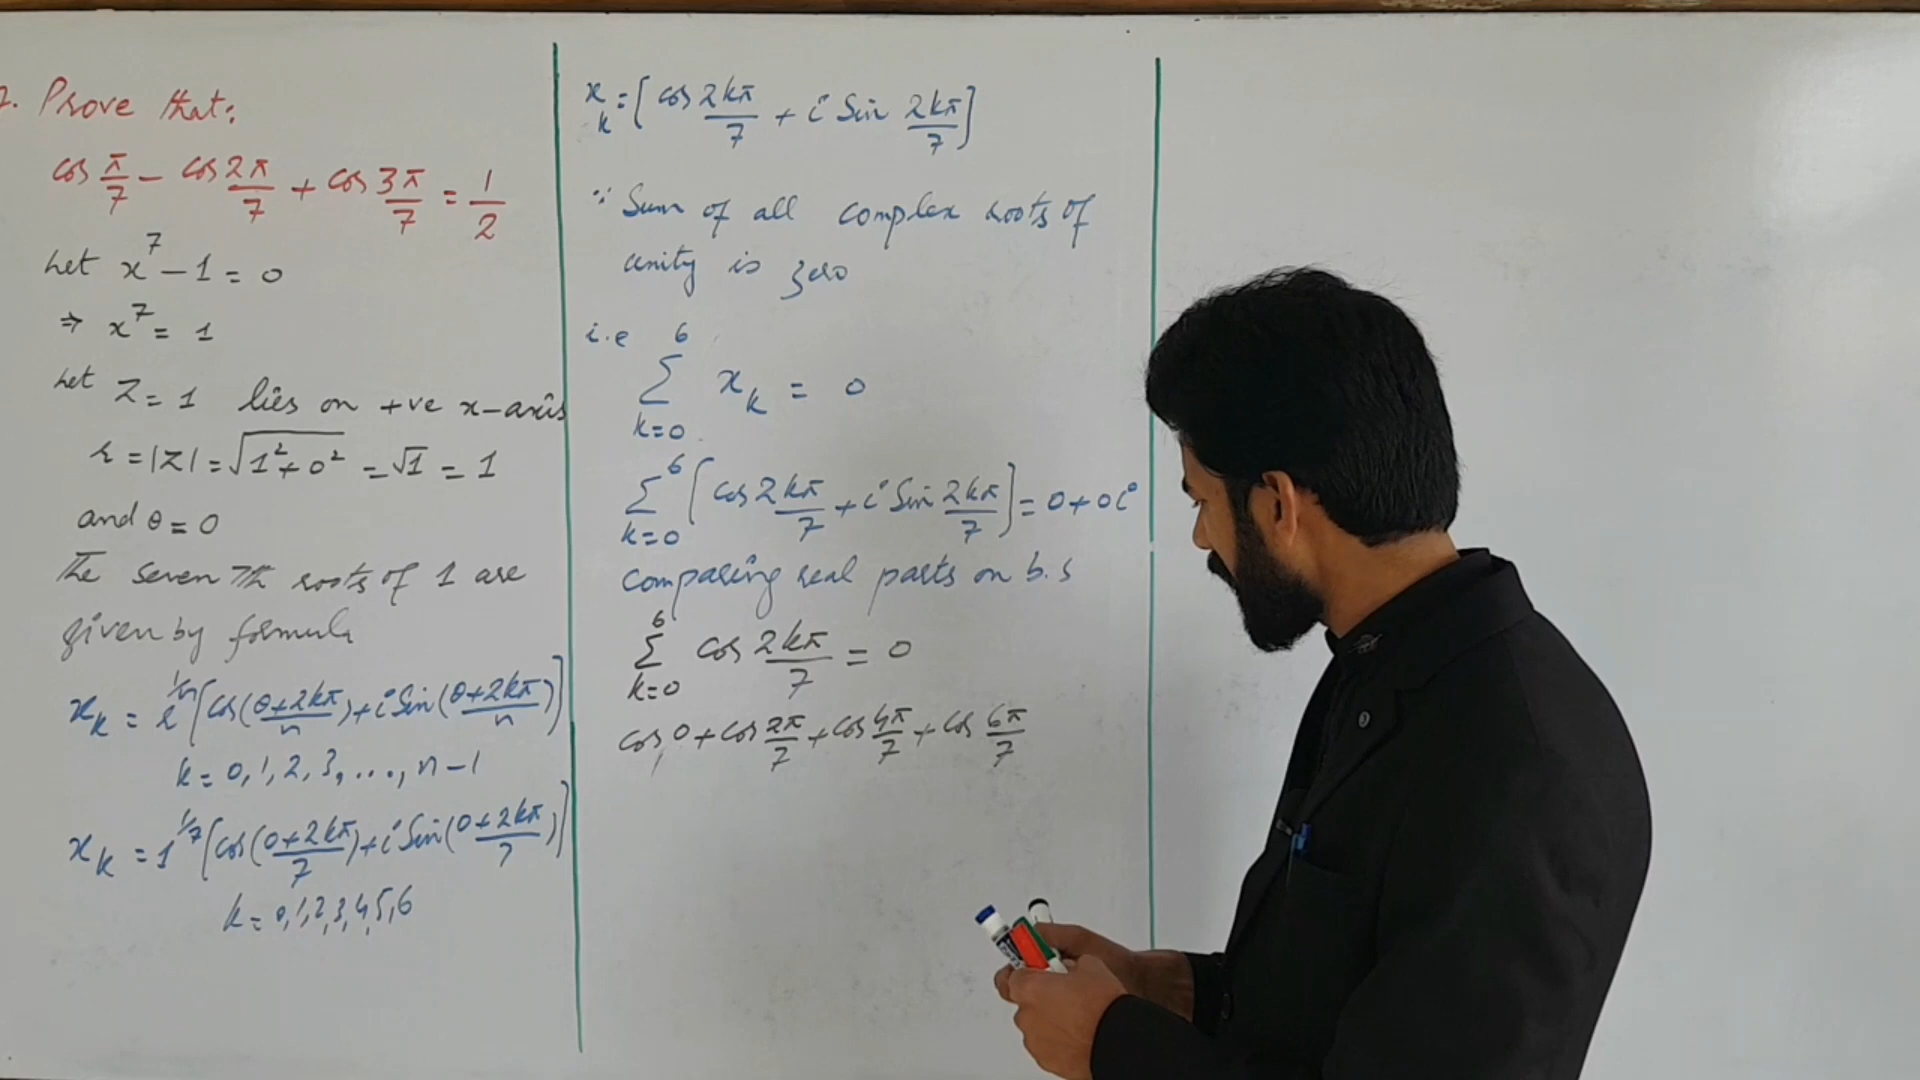 2. Prove that:
cos π/7 - cos 2π/7 + cos 3π/7 = 1/2
Let x⁷ - 1 = 0
⇒ x⁷ = 1
Let Z = 1 lies on +ve x-axis
r = |Z| = √(1² + 0²) = √1 = 1
and θ = 0
The seven 7th roots of 1 are
given by formula
x_k = r^(1/n) [cos(θ+2kπ/n) + i Sin(θ+2kπ/n)]
k = 0, 1, 2, 3, ..., n-1
x_k = 1^(1/7) [cos(0+2kπ/7) + i Sin(0+2kπ/7)]
k = 0, 1, 2, 3, 4, 5, 6
x_k = [cos 2kπ/7 + i Sin 2kπ/7]
∵ Sum of all complex roots of
unity is zero
i.e
∑_{k=0}^{6} x_k = 0
∑_{k=0}^{6} [cos 2kπ/7 + i Sin 2kπ/7] = 0 + 0i
comparing real parts on b.s
∑_{k=0}^{6} cos 2kπ/7 = 0
cos 0 + cos 2π/7 + cos 4π/7 + cos 6π/7